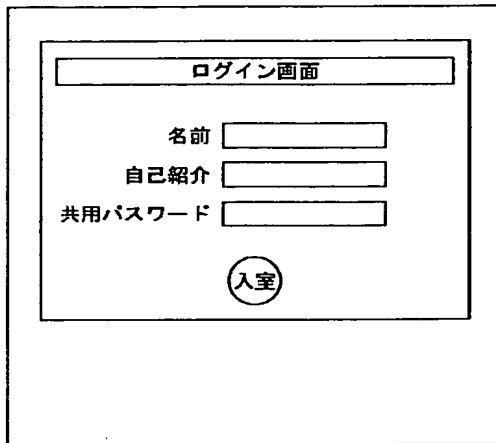 ログイン画面
名前
自己紹介
共用パスワード
入室